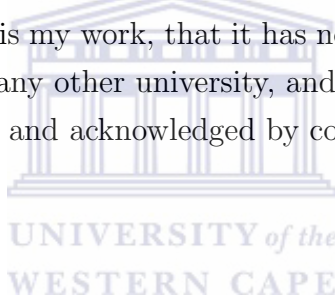 is my work, that it has
any other university, and
and acknowledged by
UNIVERSITY of the
WESTERN CAPE